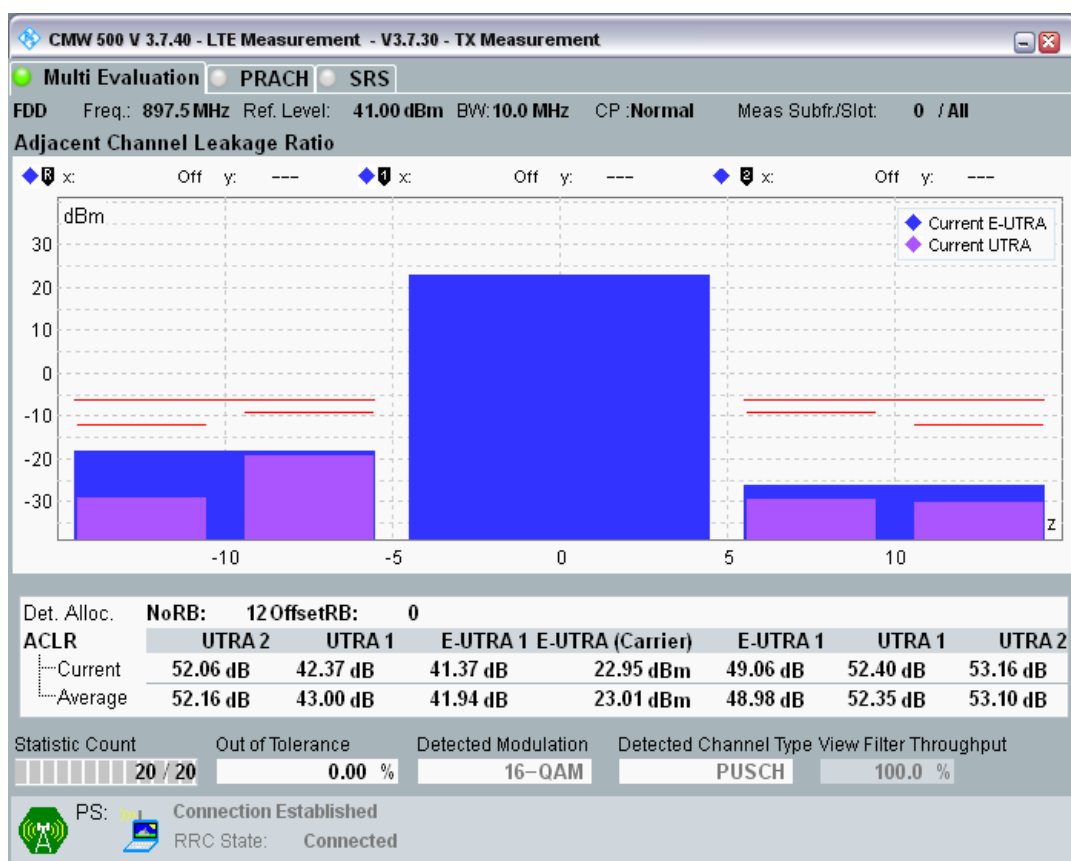 CMW 500 V 3.7.40 - LTE Measurement - V3.7.30 - TX Measurement
Multi Evaluation PRACH SRS
FDD Freq.: 897.5 MHz Ref. Level: 41.00 dBm BW: 10.0 MHz CP :Normal Meas Subfr./Slot: 0 / All
Adjacent Channel Leakage Ratio
R x: Off y: --- 1 x: Off y: --- 2 x: Off y: ---
dBm
Current E-UTRA
Current UTRA
30
20
10
0
-10
-20
-30
z
-10 -5 0 5 10
Det. Alloc. NoRB: 12 OffsetRB: 0
ACLR UTRA 2 UTRA 1 E-UTRA 1 E-UTRA (Carrier) E-UTRA 1 UTRA 1 UTRA 2
Current 52.06 dB 42.37 dB 41.37 dB 22.95 dBm 49.06 dB 52.40 dB 53.16 dB
Average 52.16 dB 43.00 dB 41.94 dB 23.01 dBm 48.98 dB 52.35 dB 53.10 dB
Statistic Count Out of Tolerance Detected Modulation Detected Channel Type View Filter Throughput
20 / 20 0.00 % 16-QAM PUSCH 100.0 %
PS: Connection Established
RRC State: Connected